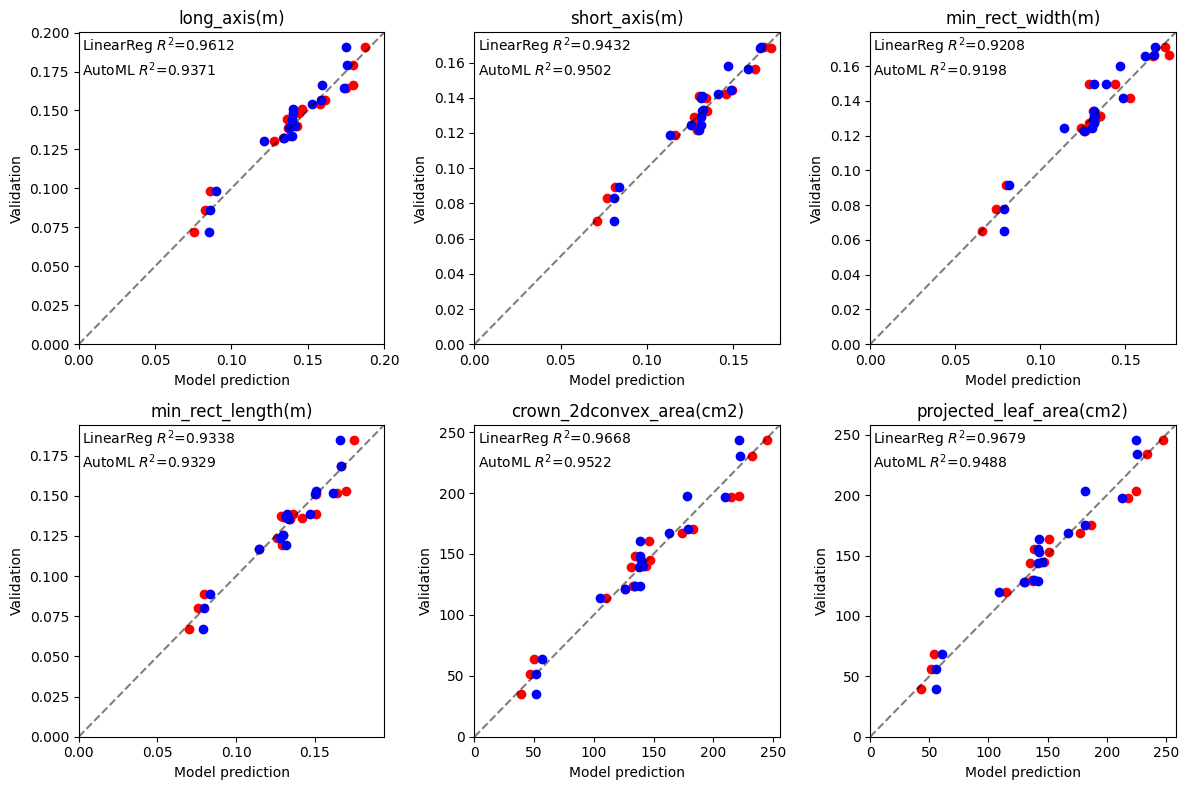 long_axis(m)
LinearReg R²=0.9612
AutoML R²=0.9371
0.200
0.175
0.150
0.125
0.100
0.075
0.050
0.025
0.000
Validation
0.00 0.05 0.10 0.15 0.20
Model prediction
short_axis(m)
LinearReg R²=0.9432
AutoML R²=0.9502
0.16
0.14
0.12
0.10
0.08
0.06
0.04
0.02
0.00
Validation
0.00 0.05 0.10 0.15
Model prediction
min_rect_width(m)
LinearReg R²=0.9208
AutoML R²=0.9198
0.16
0.14
0.12
0.10
0.08
0.06
0.04
0.02
0.00
Validation
0.00 0.05 0.10 0.15
Model prediction
min_rect_length(m)
LinearReg R²=0.9338
AutoML R²=0.9329
0.175
0.150
0.125
0.100
0.075
0.050
0.025
0.000
Validation
0.00 0.05 0.10 0.15
Model prediction
crown_2dconvex_area(cm2)
LinearReg R²=0.9668
AutoML R²=0.9522
250
200
150
100
50
0
Validation
0 50 100 150 200 250
Model prediction
projected_leaf_area(cm2)
LinearReg R²=0.9679
AutoML R²=0.9488
250
200
150
100
50
0
Validation
0 50 100 150 200 250
Model prediction